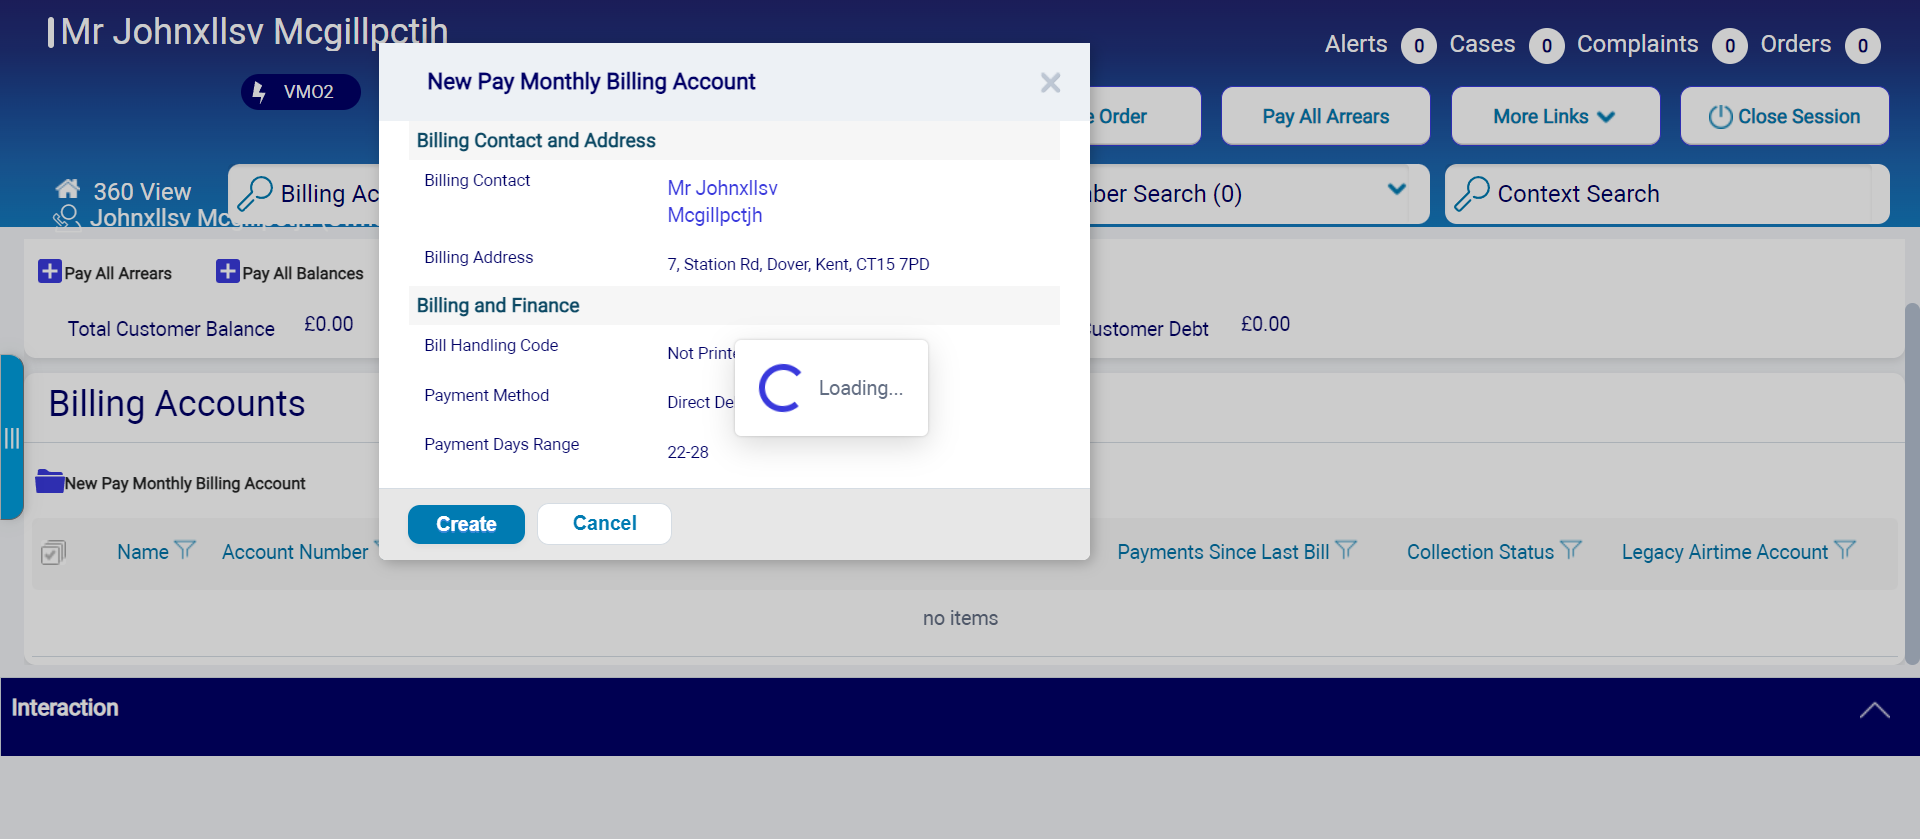 Mr Johnxllsv Mcgillpctjh
Alerts 0 Cases 0 Complaints 0 Orders 0
VMO2
New Pay Monthly Billing Account
Order
Pay All Arrears
More Links
Close Session
360 View
Billing Ac
Search (0)
Context Search
Johnxllsv
Billing Contact and Address
Billing Contact
Mr Johnxllsv
Mcgillpctjh
Billing Address
7, Station Rd, Dover, Kent, CT15 7PD
Pay All Arrears
Pay All Balances
Total Customer Balance £0.00
Customer Debt £0.00
Billing and Finance
Bill Handling Code
Not Printe
Payment Method
Direct De
Loading...
Payment Days Range
22-28
Billing Accounts
New Pay Monthly Billing Account
Create
Cancel
Name
Account Number
Payments Since Last Bill
Collection Status
Legacy Airtime Account
no items
Interaction